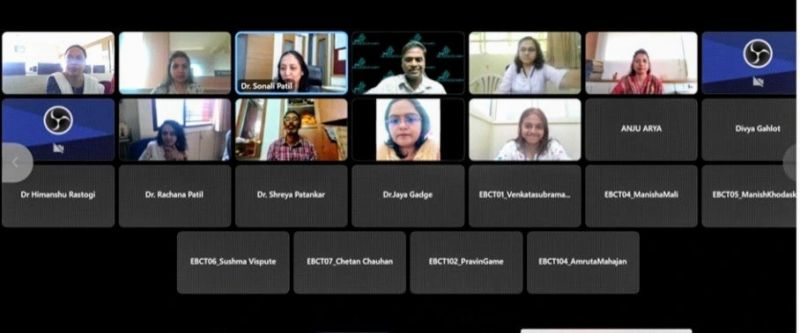 Dr. Sonali Patil
ANJU ARYA
Divya Gahlot
Dr Himanshu Rastogi
Dr. Rachana Patil
Dr. Shreya Patankar
Dr.Jaya Gadge
EBCT01_Venkatasubrama...
EBCT04_ManishaMali
EBCT05_ManishKhodask
EBCT06_Sushma Vispute
EBCT07_Chetan Chauhan
EBCT102_PravinGame
EBCT104_AmrutaMahajan